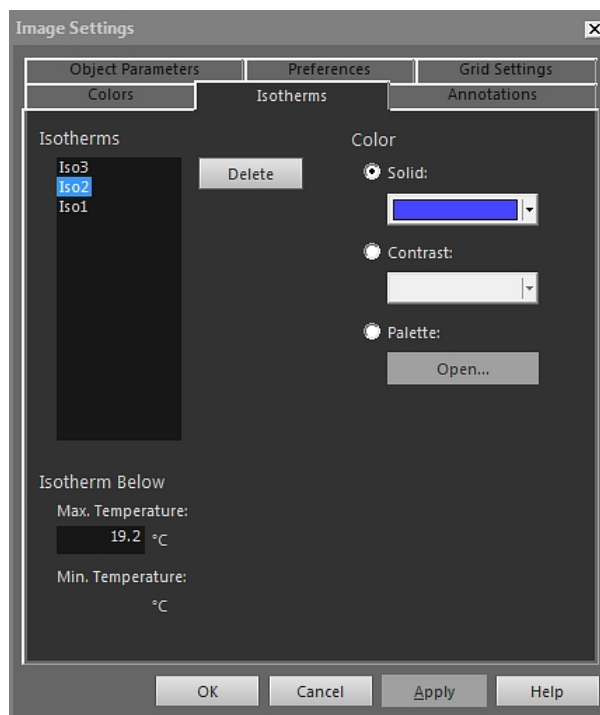 Image Settings
Object Parameters Preferences Grid Settings
Colors Isotherms Annotations
Isotherms
Iso3
Iso2
Iso1
Delete
Color
Solid:
Contrast:
Palette:
Open...
Isotherm Below
Max. Temperature:
19.2 °C
Min. Temperature:
°C
OK Cancel Apply Help